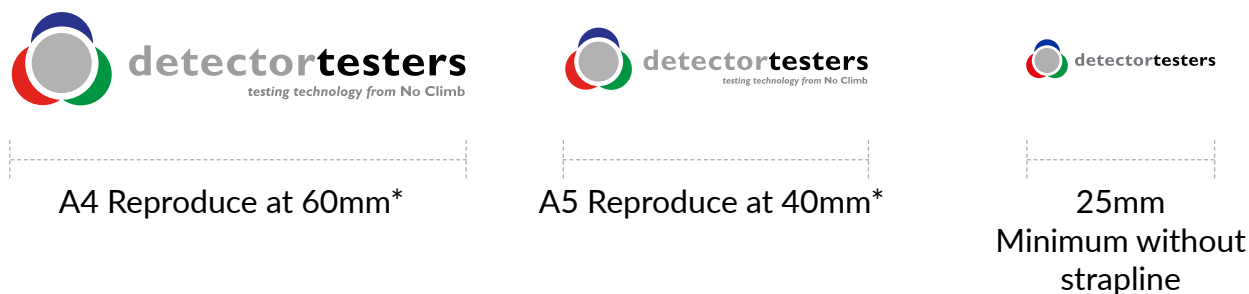 detectortesters
testing technology from No Climb
detectortesters
testing technology from No Climb
detectortesters
A4 Reproduce at 60mm*
A5 Reproduce at 40mm*
25mm
Minimum without
strapline